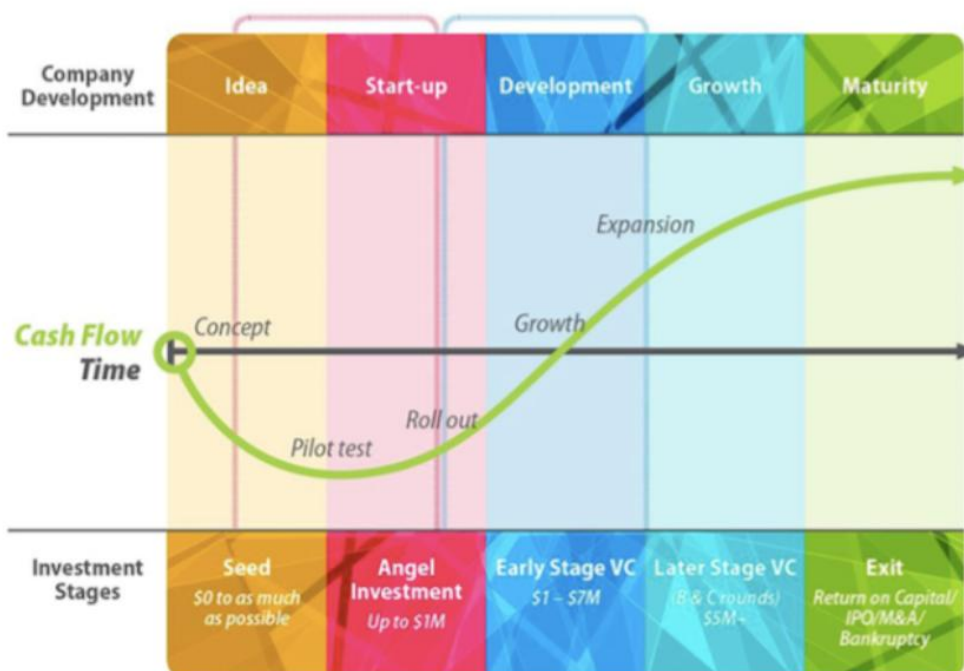 Company
Development
Idea
Start-up
Development
Growth
Maturity
Expansion
Concept
Growth
Cash Flow
Time
Roll out
Pilot test
Investment
Stages
Seed
$0 to as much
as possible
Angel
Investment
Up to $1M
Early Stage VC
$1 – $7M
Later Stage VC
(B & C rounds)
$5M+
Exit
Return on Capital/
IPO/M&A/
Bankruptcy